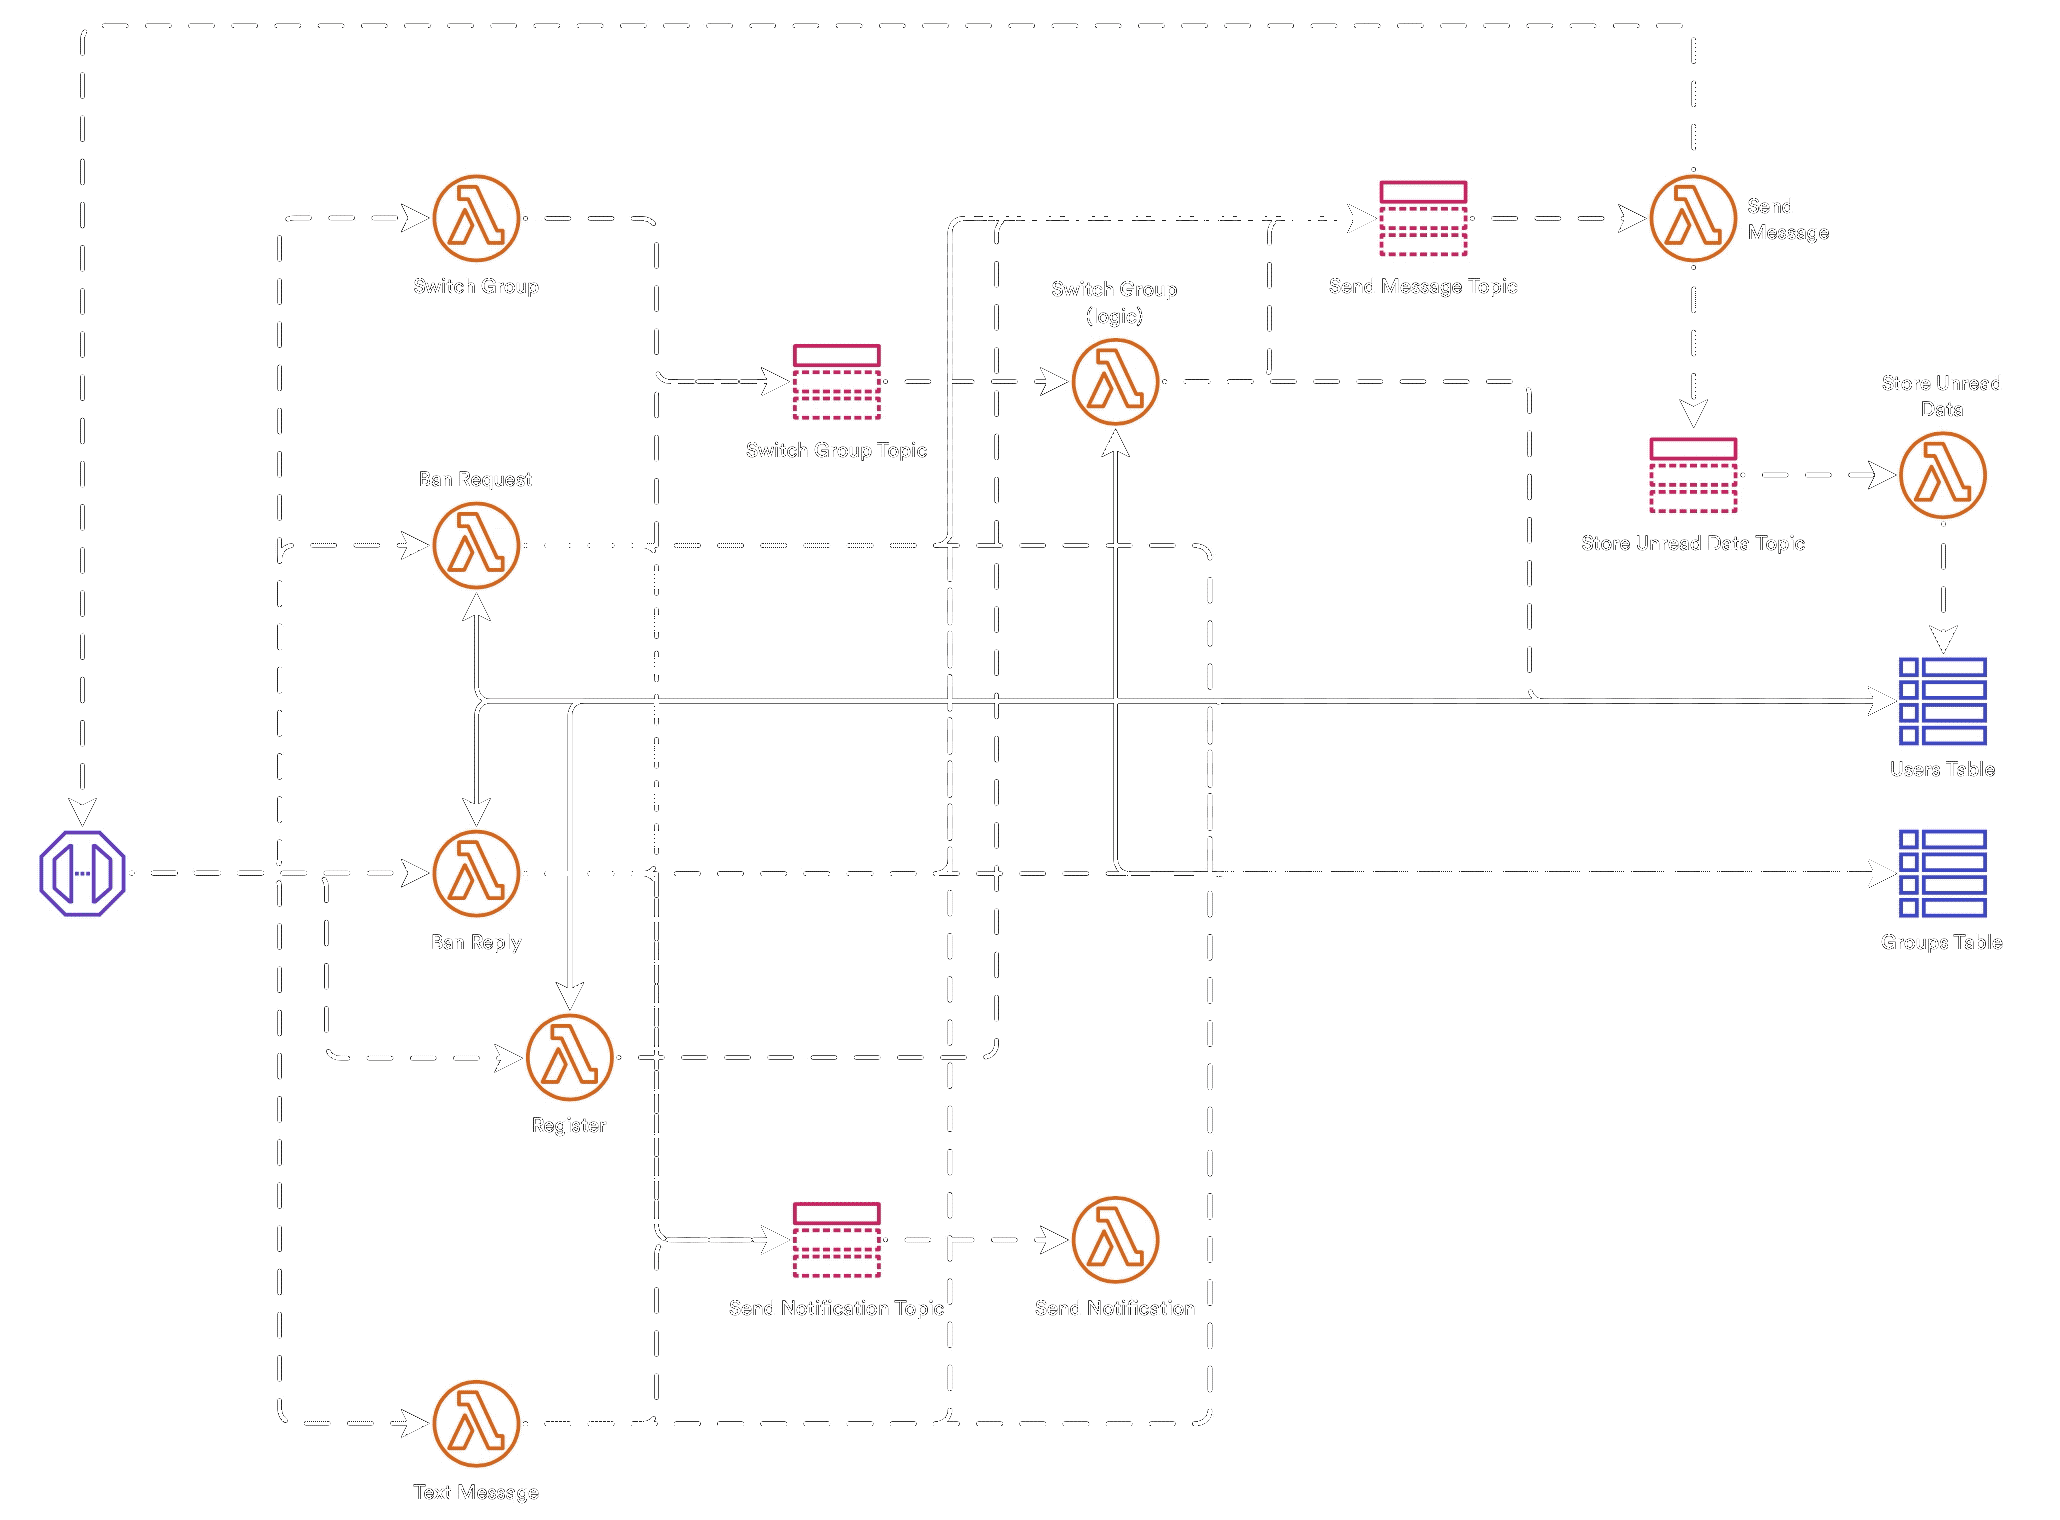 Send
Message
Switch Group
Send Message Topic
Switch Group
(logic)
Store Unread
Data
Switch Group Topic
Ban Request
Store Unread Data Topic
Users Table
Ban Reply
Groups Table
Register
Send Notification Topic
Send Notification
Text Message